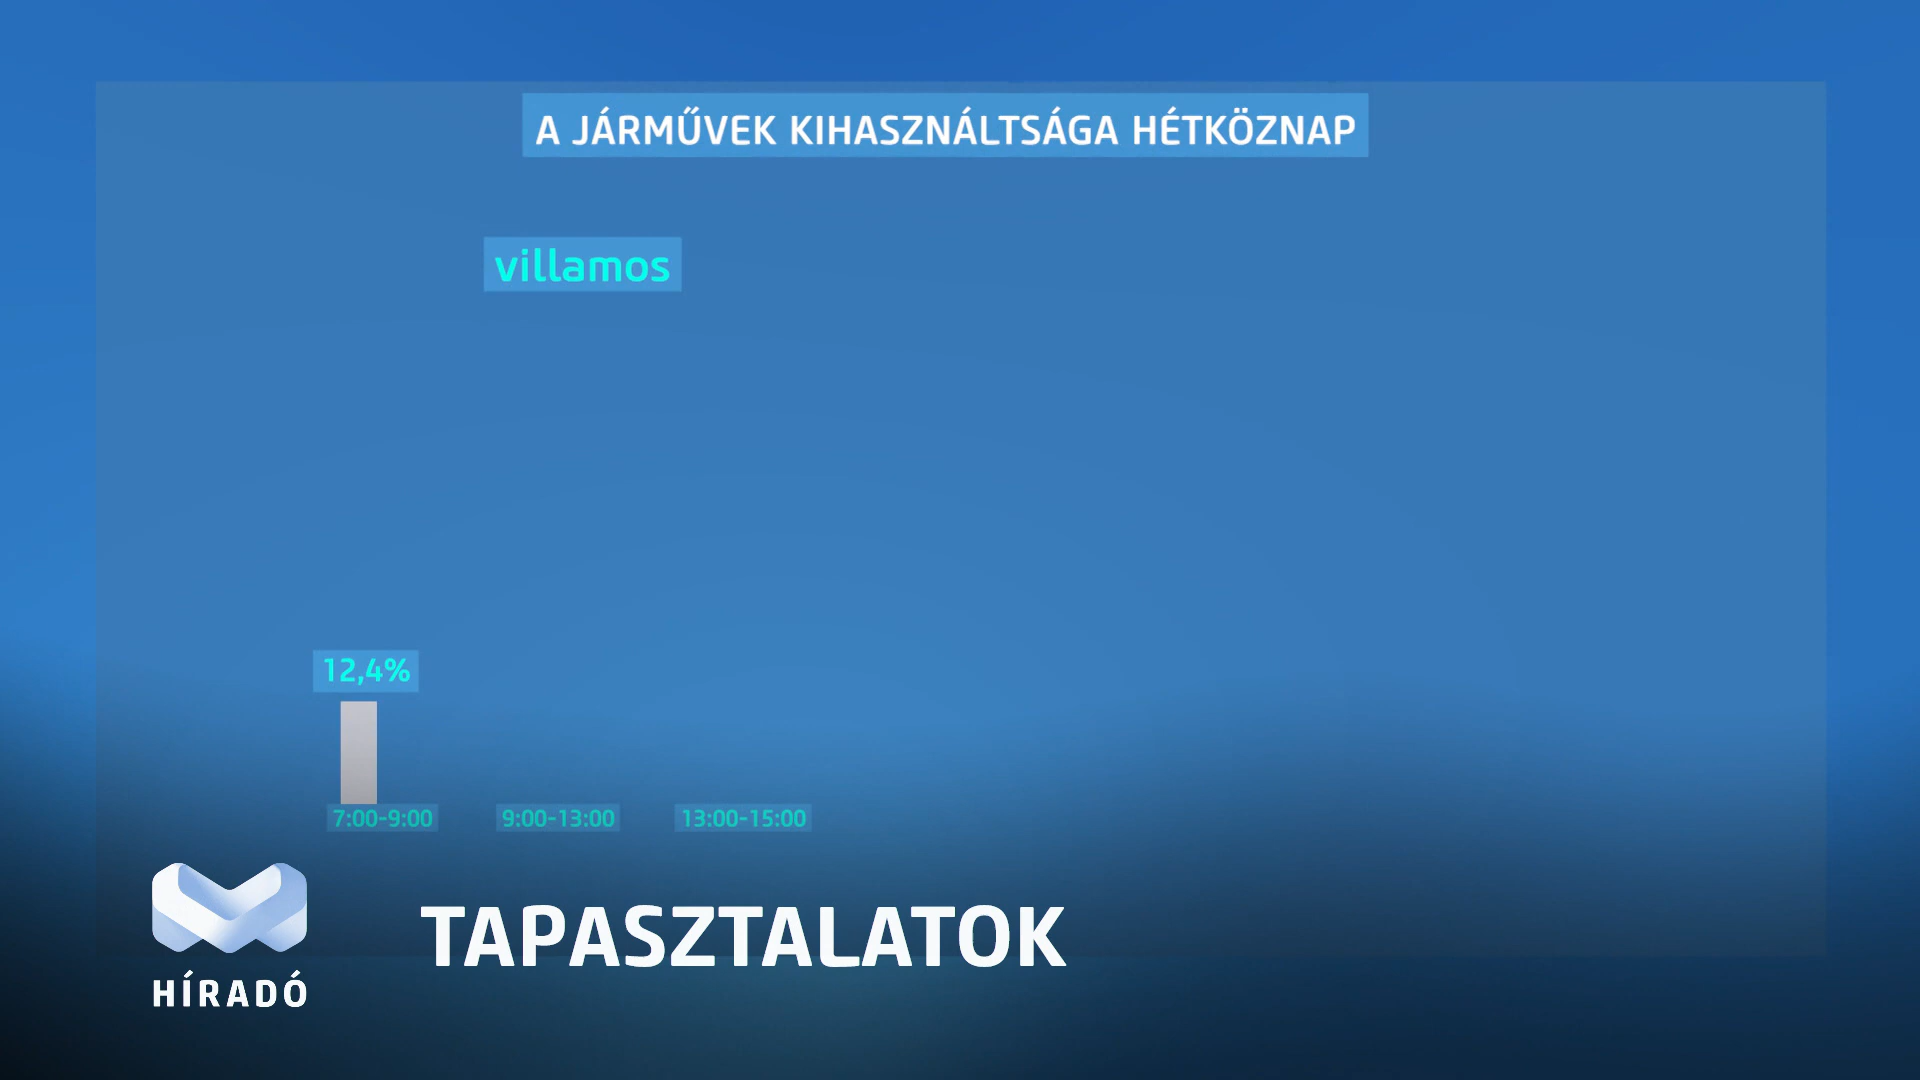 A JÁRMŰVEK KIHASZNÁLTSÁGA HÉTKÖZNAP
villamos
12,4%
7:00-9:00 9:00-13:00 13:00-15:00
TAPASZTALATOK
HÍRADÓ